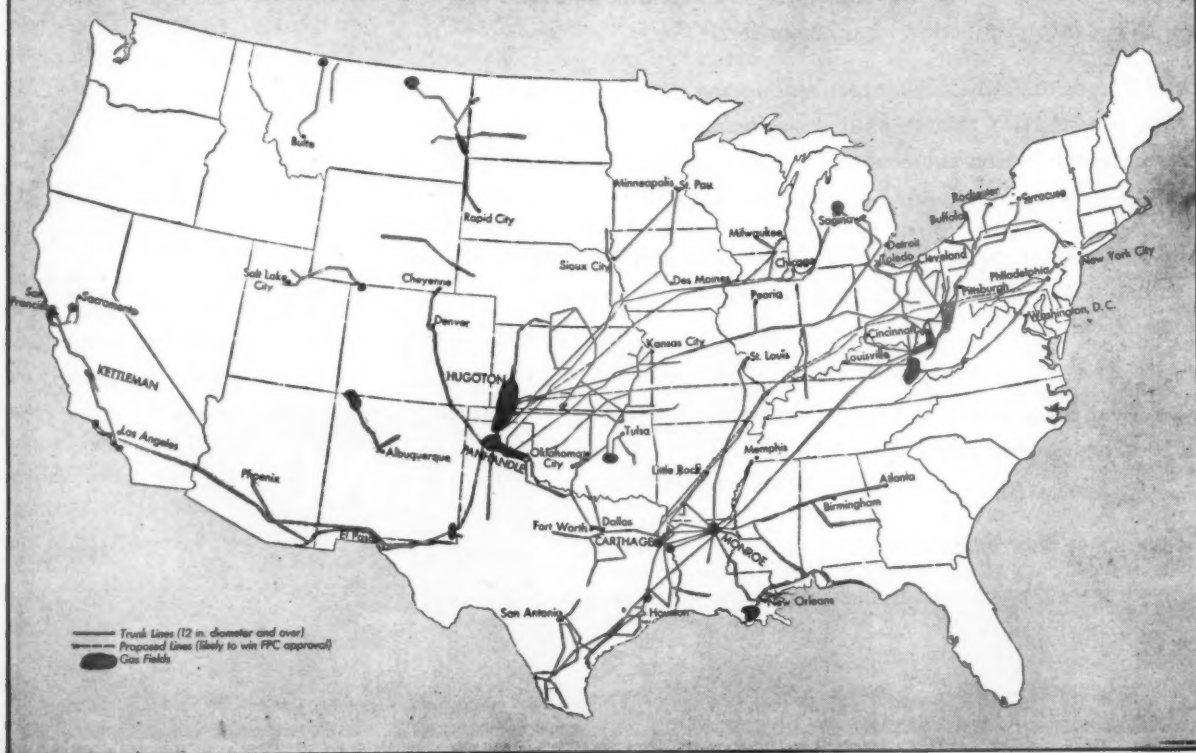 Butte
Rapid City
Minneapolis
St. Paul
Rochester
Syracuse
Buffalo
Saginaw
Milwaukee
Detroit
Chicago
Toledo
Cleveland
New York City
Sioux City
Des Moines
Philadelphia
Pittsburgh
Salt Lake
City
Cheyenne
San
Francisco
Sacramento
Peoria
Washington, D. C.
Denver
Cincinnati
Kansas City
St. Louis
Louisville
KETTLEMAN
HUGOTON
Los Angeles
Albuquerque
PANHANDLE
Oklahoma
City
Tulsa
Little Rock
Memphis
Phoenix
Atlanta
Birmingham
El Paso
Fort Worth
Dallas
CARTHAGE
MONROE
San Antonio
Houston
New Orleans
Trunk Lines (12 in. diameter and over)
Proposed Lines (likely to win FPC approval)
Gas Fields